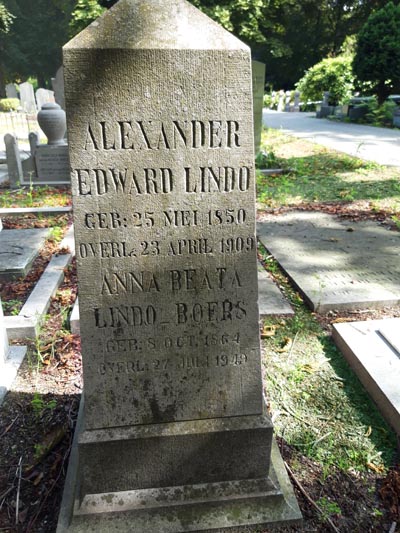 ALEXANDER
EDWARD LINDO
GEB: 25 MEI 1850
OVERL: 23 APRIL 1909
ANNA BEATA
LINDO-BOERS
GEB: 8 OCT. 1864
OVERL: 27 JULI 1949